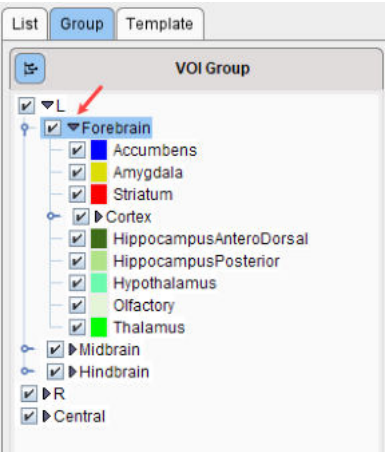 List Group Template
VOI Group
L
Forebrain
Accumbens
Amygdala
Striatum
Cortex
HippocampusAnteroDorsal
HippocampusPosterior
Hypothalamus
Olfactory
Thalamus
Midbrain
Hindbrain
R
Central